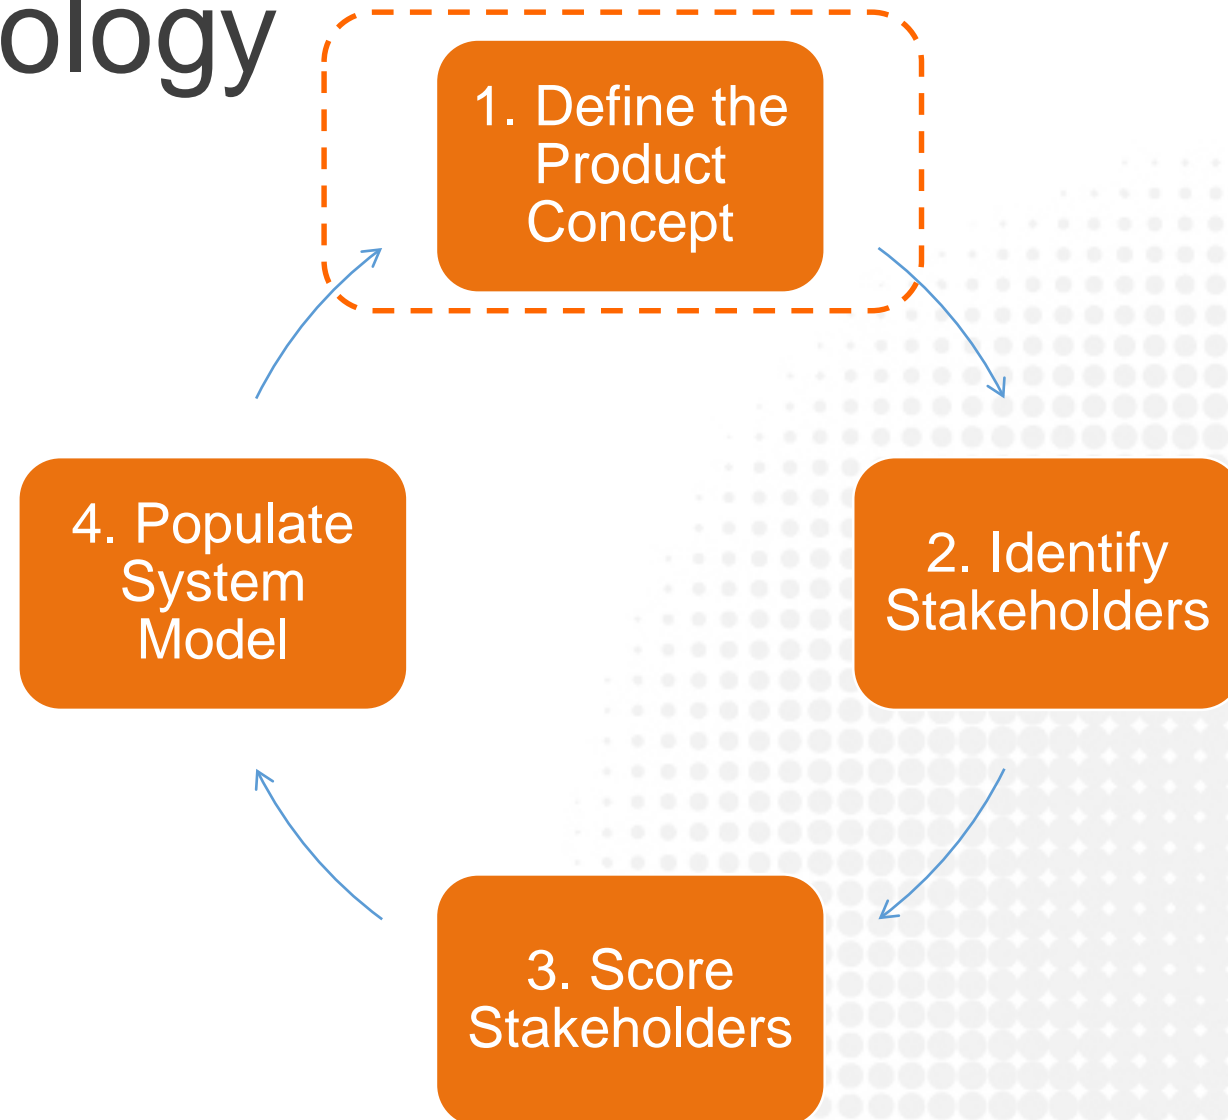 ology
1. Define the
Product
Concept
2. Identify
Stakeholders
3. Score
Stakeholders
4. Populate
System
Model